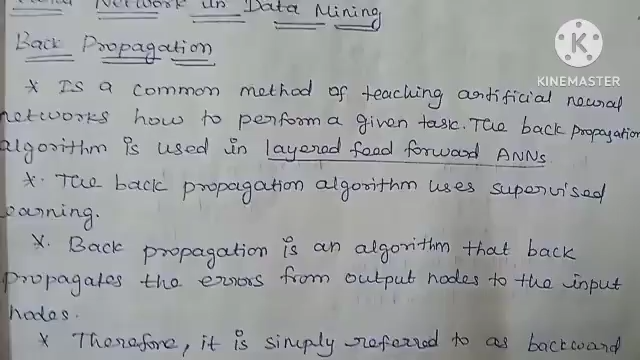 Neural Network in Data Mining
Back Propagation
KINEMASTER
* Is a common method of teaching artificial neural
networks how to perform a given task. The back propagation
algorithm is used in layered feed forward ANNs.
* The back propagation algorithm uses supervised
learning.
* Back propagation is an algorithm that back
propagates the errors from output nodes to the input
nodes.
* Therefore, it is simply referred to as backward